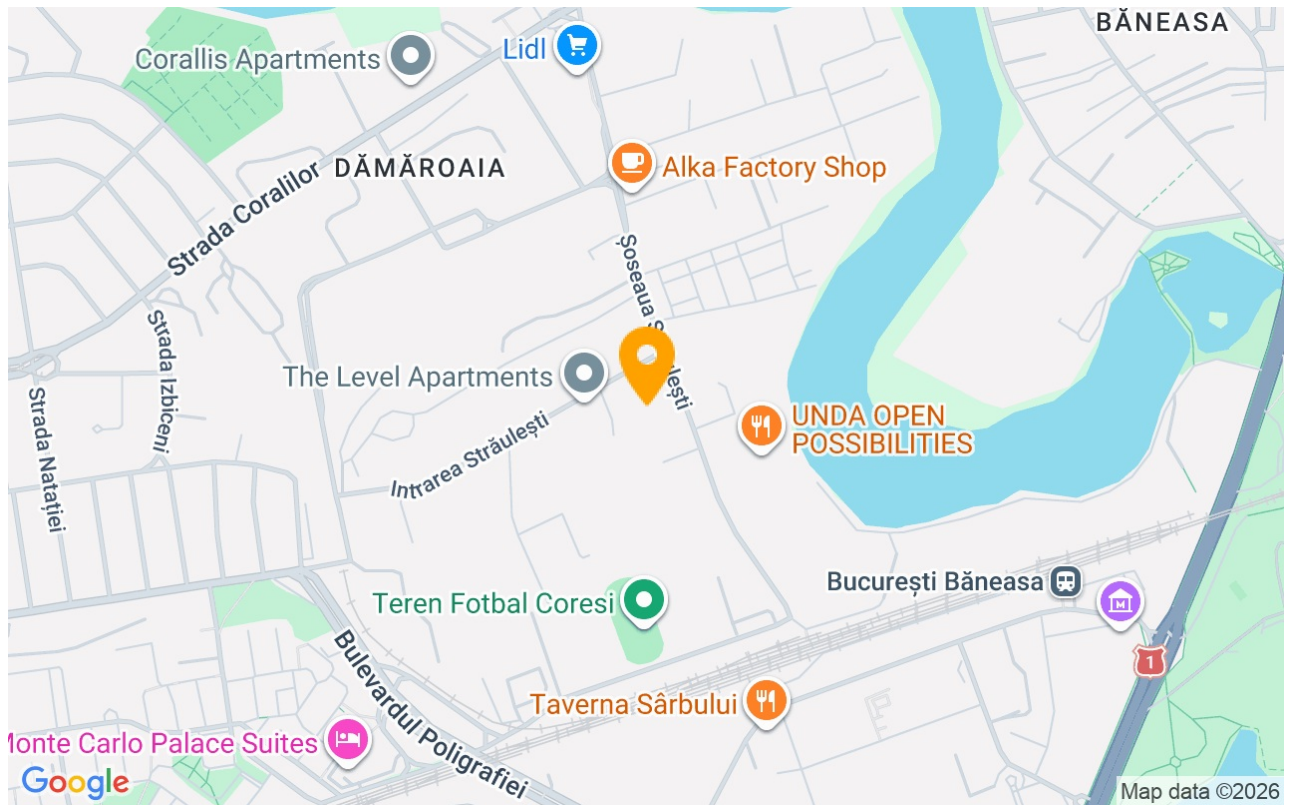 BĂNEASA
Corallis Apartments
Lidl
DĂMĂROAIA
Alka Factory Shop
Strada Coralilor
Șoseaua
Strada Izbiceni
The Level Apartments
Strada Natației
UNDA OPEN
POSSIBILITIES
Intrarea Străulești
București Băneasa
Teren Fotbal Coresi
M
1
Bulevardul Poligrafiei
Taverna Sârbului
Monte Carlo Palace Suites
Google
Map data ©2026